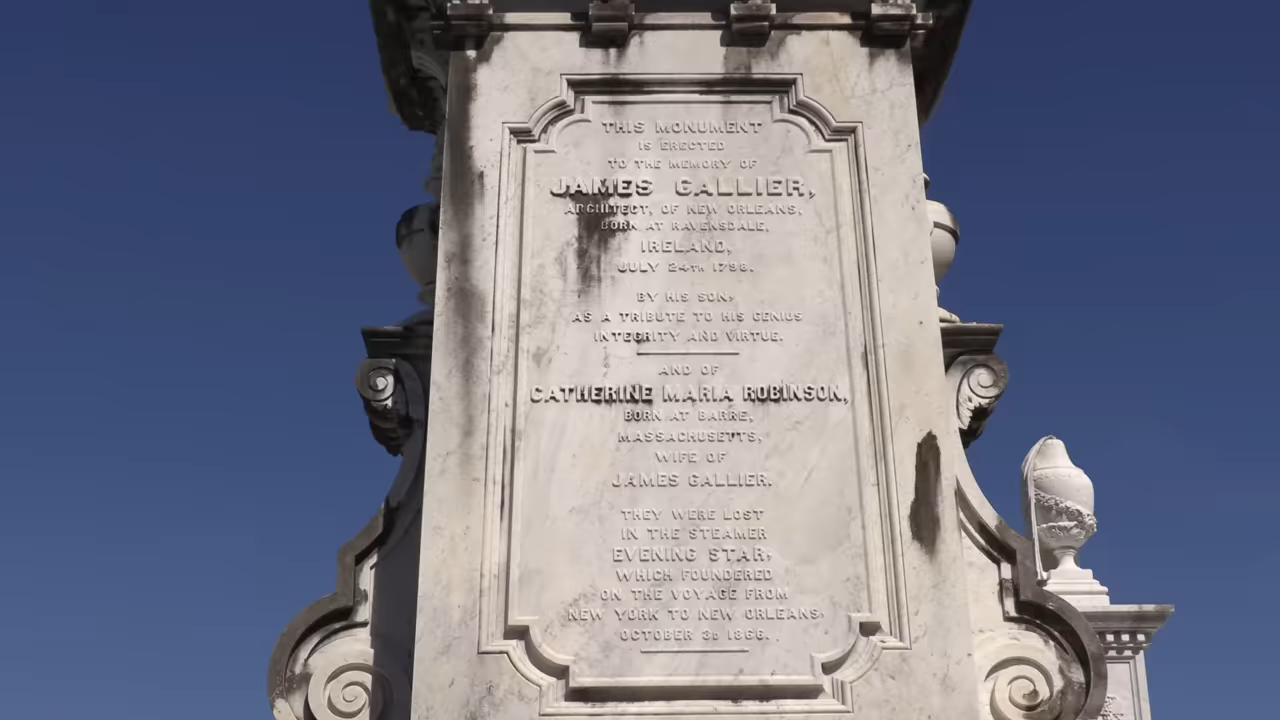 THIS MONUMENT
IS ERECTED
TO THE MEMORY OF
JAMES GALLIER,
ARCHITECT, OF NEW ORLEANS,
BORN AT RAVENSDALE,
IRELAND,
JULY 24TH 1798.
BY HIS SON,
AS A TRIBUTE TO HIS GENIUS
INTEGRITY AND VIRTUE.
AND OF
CATHERINE MARIA ROBINSON,
BORN AT BARRE,
MASSACHUSETTS,
WIFE OF
JAMES GALLIER.
THEY WERE LOST
IN THE STEAMER
EVENING STAR,
WHICH FOUNDERED
ON THE VOYAGE FROM
NEW YORK TO NEW ORLEANS,
OCTOBER 3D 1866.